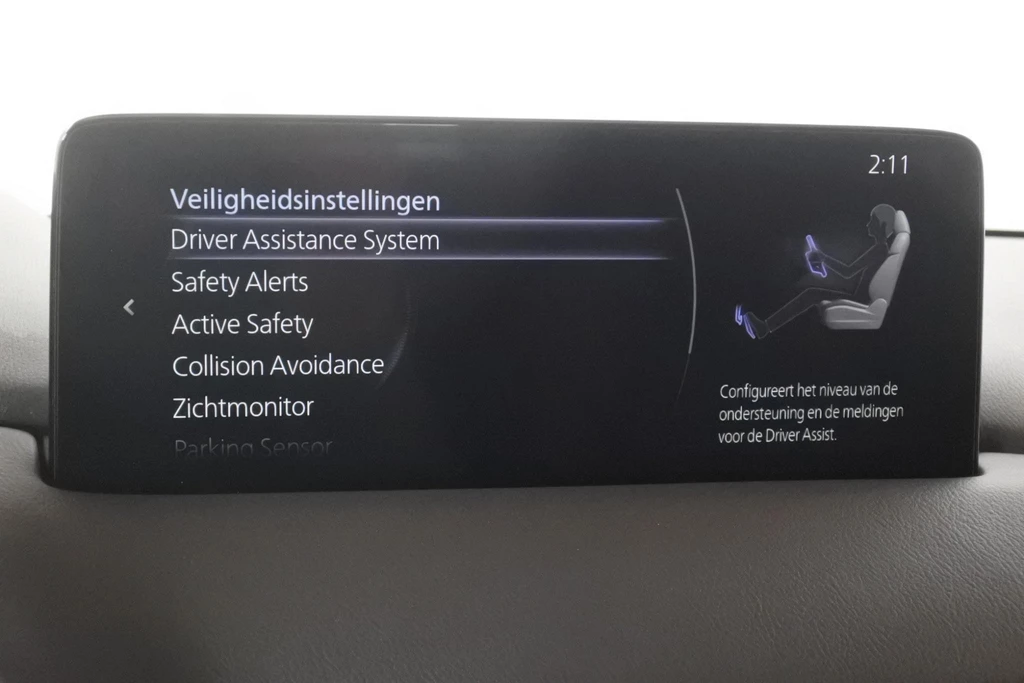 2:11
Veiligheidsinstellingen
Driver Assistance System
Safety Alerts
Active Safety
Collision Avoidance
Zichtmonitor
Parking Sensor
Configureert het niveau van de
ondersteuning en de meldingen
voor de Driver Assist.